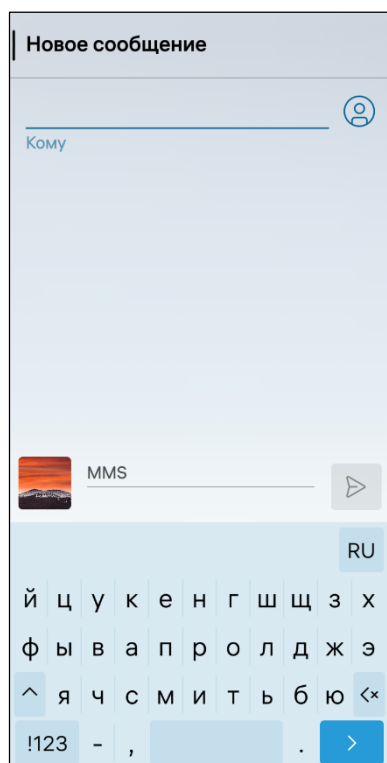 Новое сообщение
Кому
MMS
RU
й ц у к е н г ш щ з х
ф ы в а п р о л д ж э
я ч с м и т ь б ю
!123 - , .